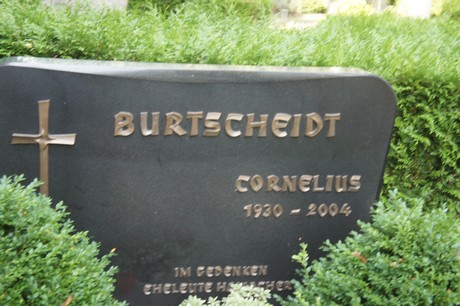 BURTSCHEIDT
CORNELIUS
1930 - 2004
IM GEDENKEN
EHELEUTE